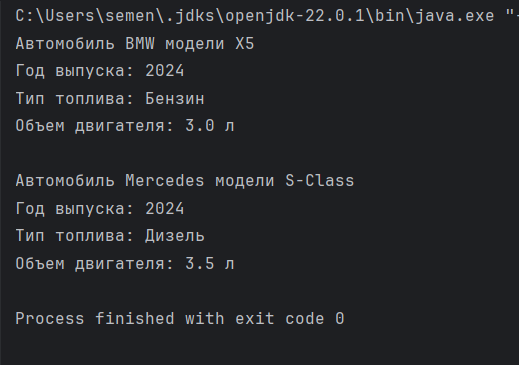 C:\Users\semen\.jdks\openjdk-22.0.1\bin\java.exe "-
Автомобиль BMW модели X5
Год выпуска: 2024
Тип топлива: Бензин
Объем двигателя: 3.0 л
Автомобиль Mercedes модели S-Class
Год выпуска: 2024
Тип топлива: Дизель
Объем двигателя: 3.5 л
Process finished with exit code 0